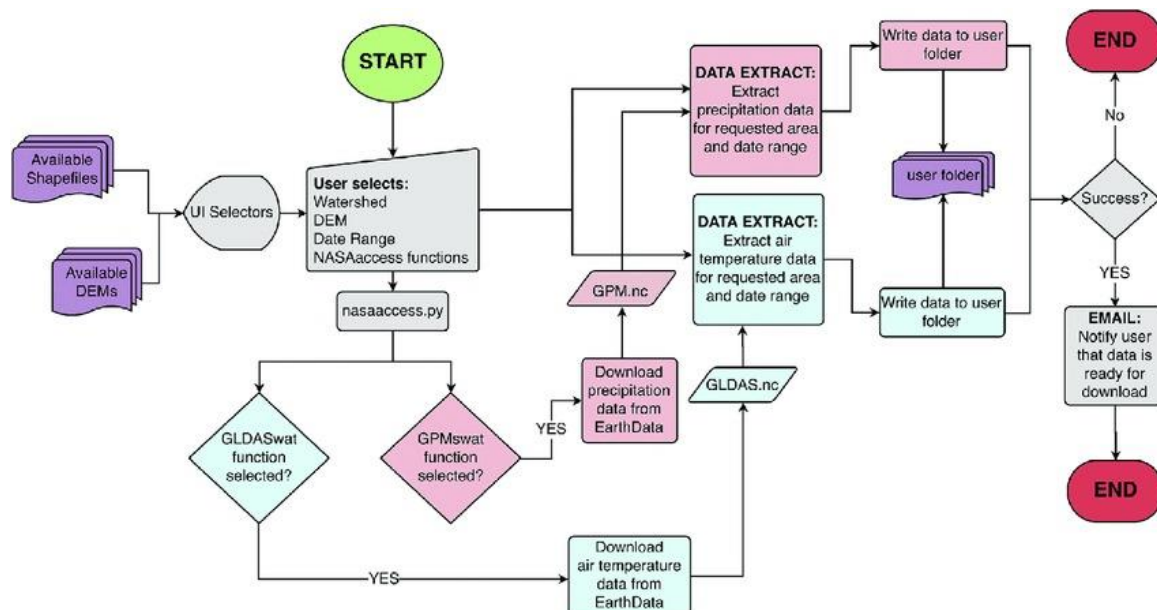 START
Available
Shapefiles
Available
DEMs
UI Selectors
User selects:
Watershed
DEM
Date Range
NASAaccess functions
nasaaccess.py
GLDASwat
function
selected?
GPMswat
function
selected?
YES
YES
Download
precipitation
data from
EarthData
Download
air temperature
data from
EarthData
GPM.nc
GLDAS.nc
DATA EXTRACT:
Extract
precipitation data
for requested area
and date range
DATA EXTRACT:
Extract air
temperature data
for requested area
and date range
Write data to user
folder
user folder
Write data to user
folder
Success?
No
END
YES
EMAIL:
Notify user
that data is
ready for
download
END